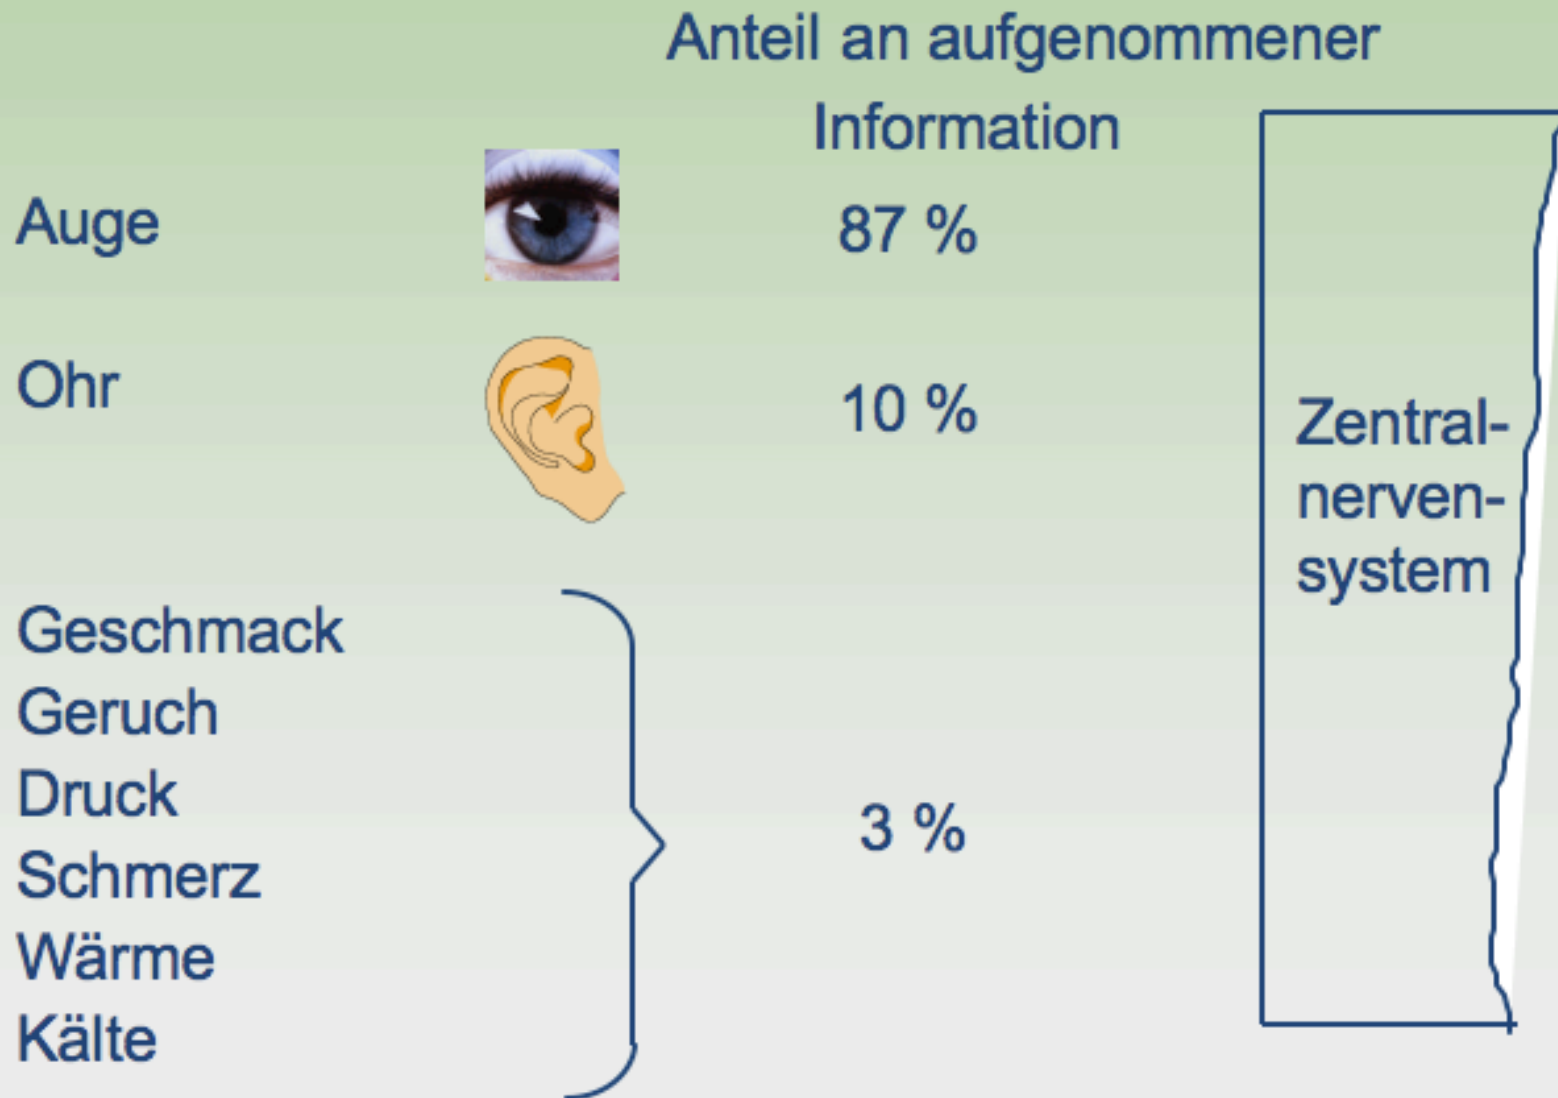 Anteil an aufgenommener
Information
Auge
87 %
Ohr
10 %
Zentral-
nerven-
system
Geschmack
Geruch
Druck
Schmerz
Wärme
Kälte
3 %